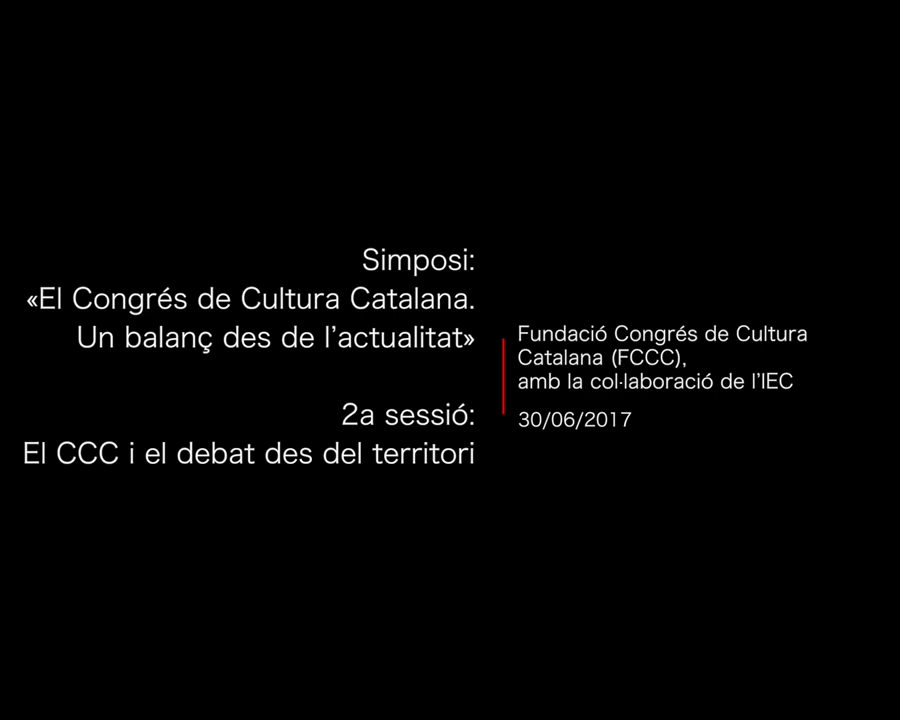 Simposi:
«El Congrés de Cultura Catalana.
Un balanç des de l’actualitat»
2a sessió:
El CCC i el debat des del territori
Fundació Congrés de Cultura
Catalana (FCCC),
amb la col·laboració de l’IEC
30/06/2017